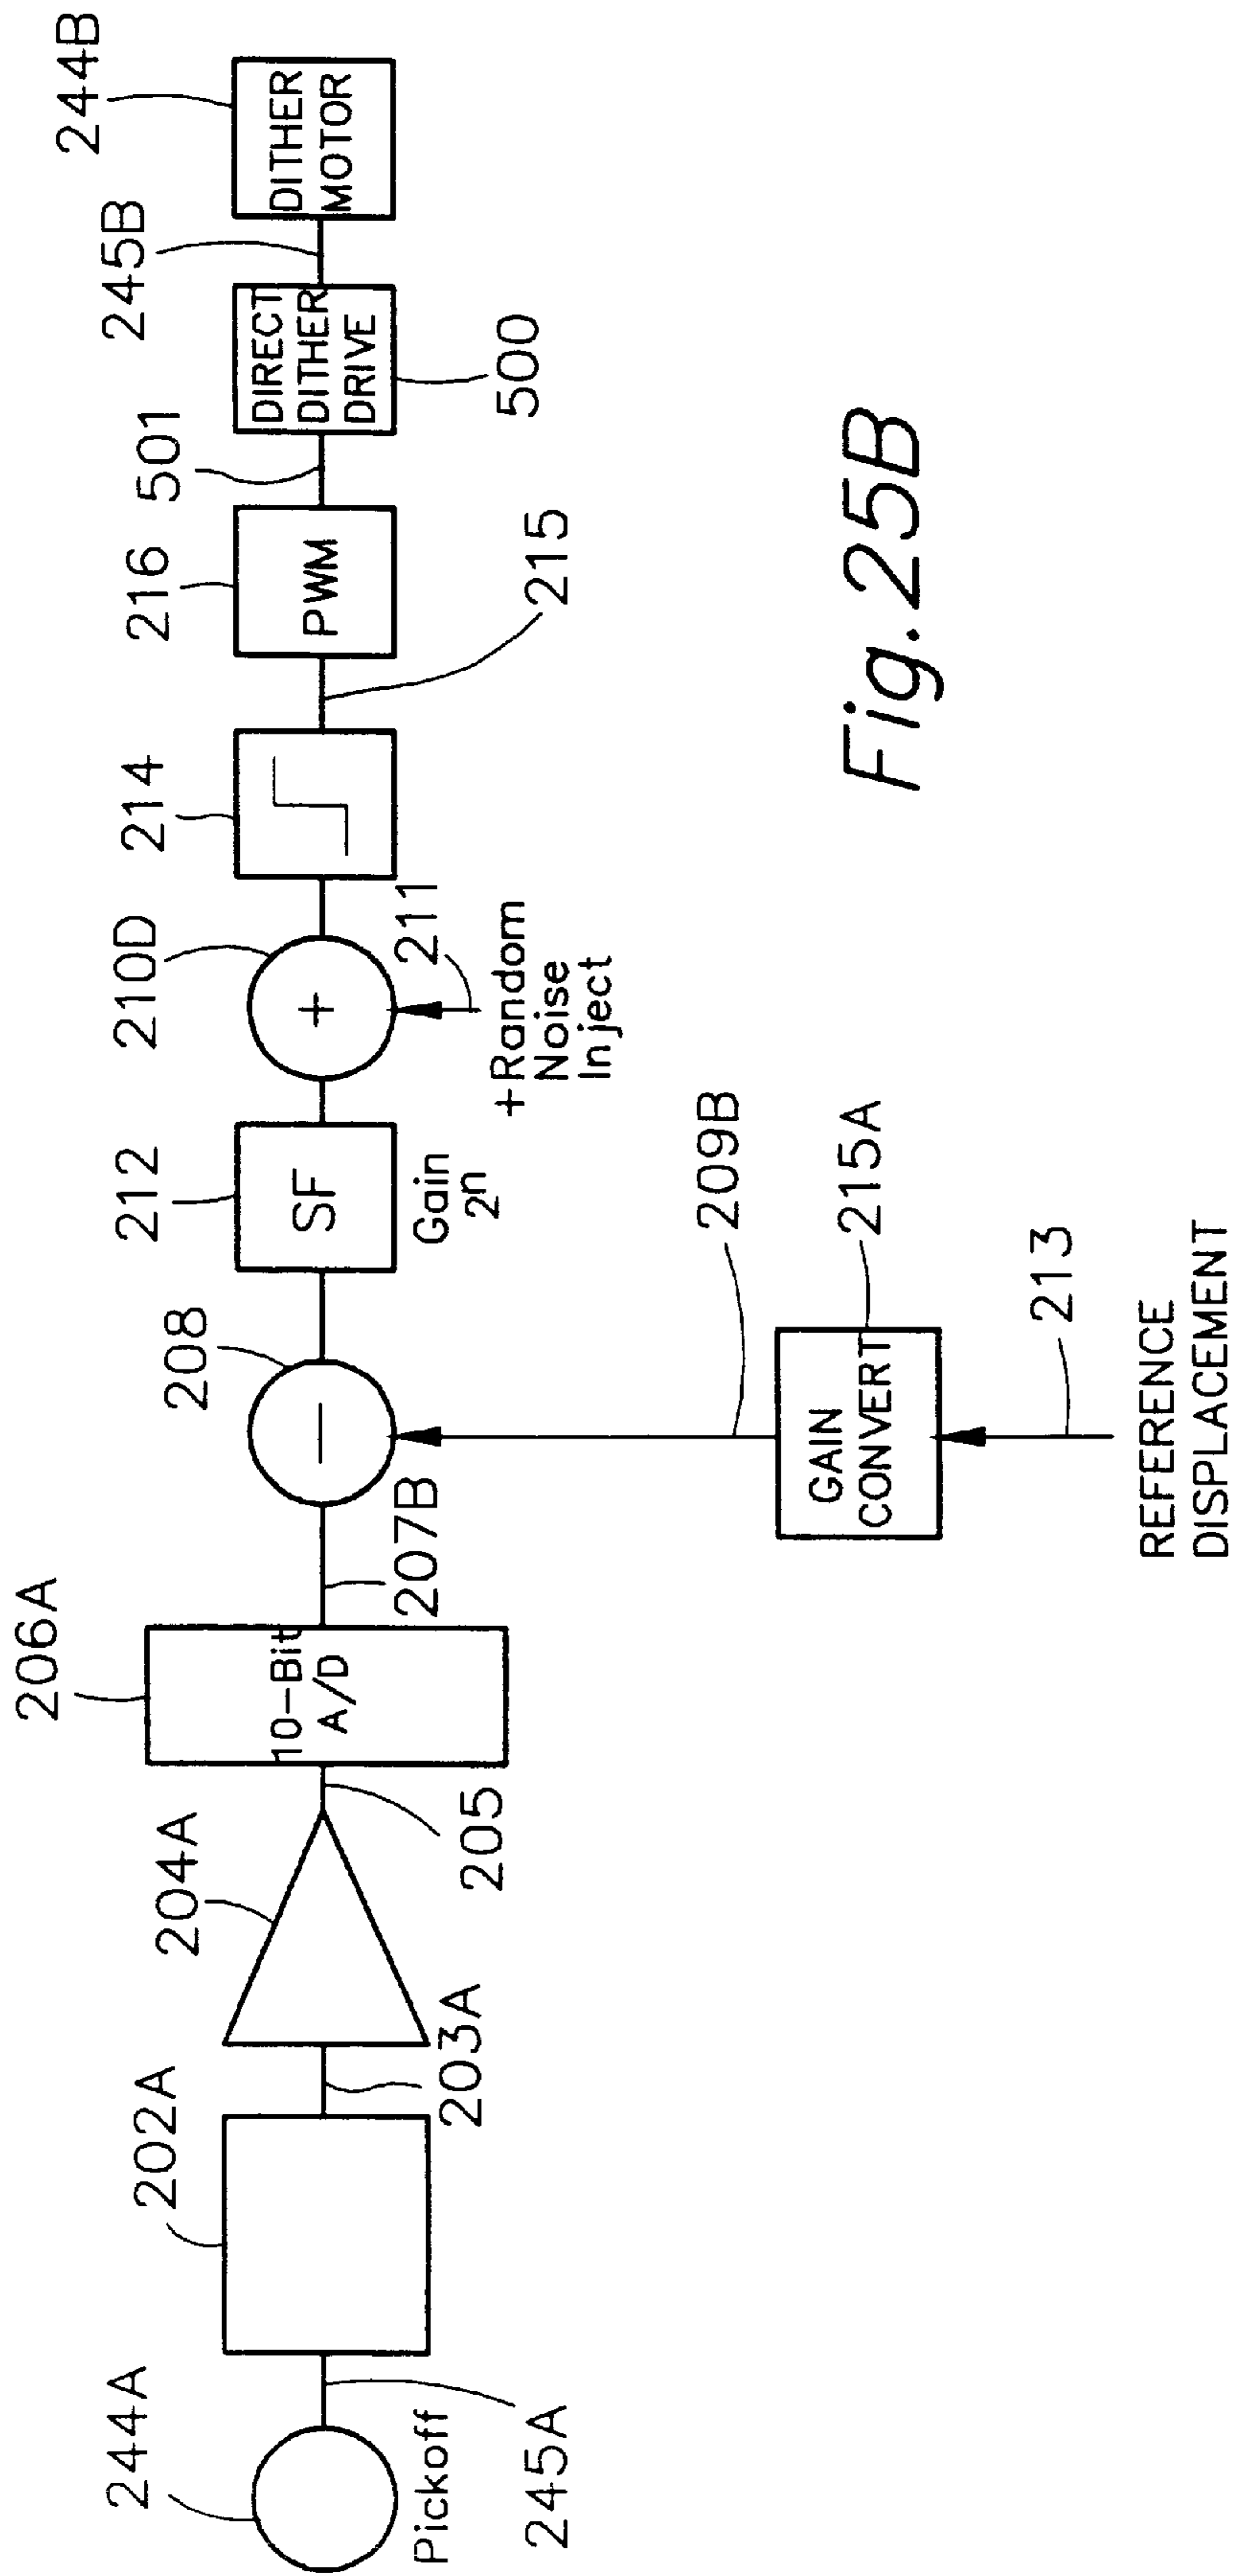 244A
Pickoff
245A
202A
203A
204A
205
206A
10-Bit
A/D
207B
208
209B
GAIN
CONVERT
215A
213
REFERENCE
DISPLACEMENT
212
SF
Gain
2n
210D
+
211
+Random
Noise
Inject
214
215
216
PWM
501
DIRECT
DITHER
DRIVE
500
245B
DITHER
MOTOR
244B
Fig. 25B